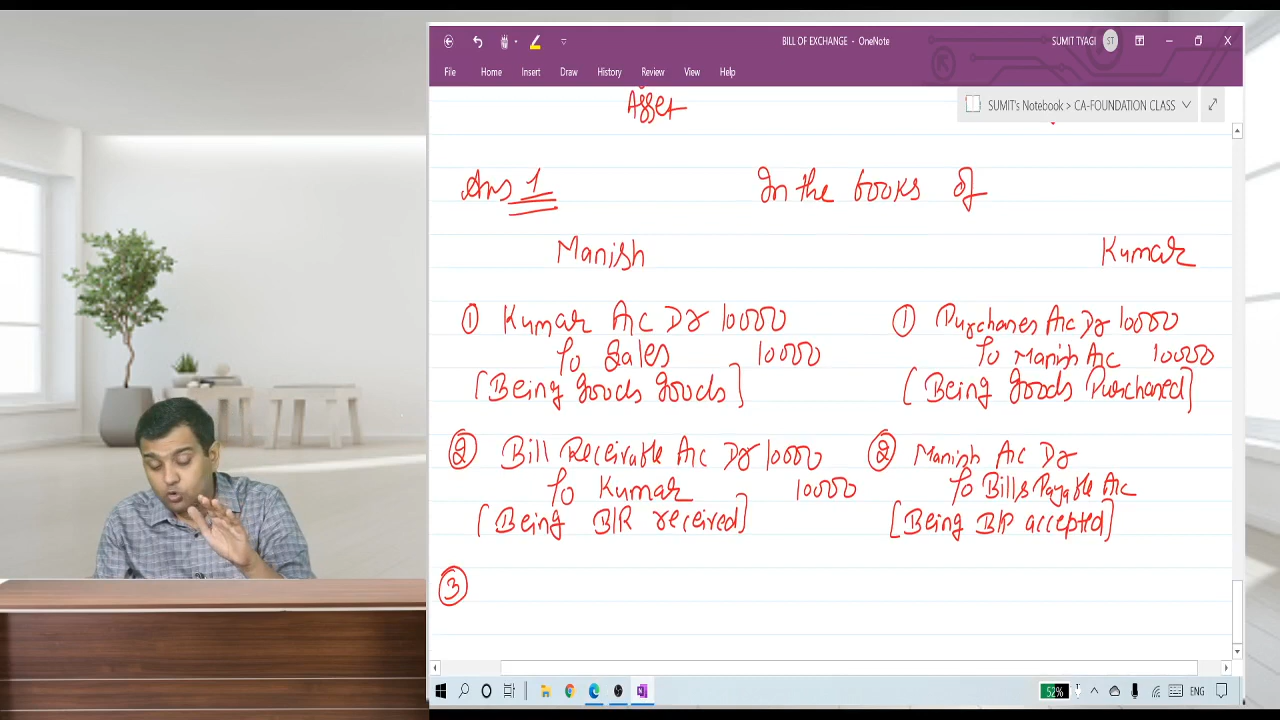 BILL OF EXCHANGE - OneNote
SUMIT TYAGI ST
File Home Insert Draw History Review View Help
SUMIT's Notebook > CA-FOUNDATION CLASS
Asset
Ans 1 In the books of
Manish Kumar
① Kumar A/c Dr 10000
To Sales 10000
[Being Goods Goods]
① Purchases A/c Dr 10000
To Manish A/c 10000
[Being Goods Purchased]
② Bill Receivable A/c Dr 10000
To Kumar 10000
[Being B/R received]
② Manish A/c Dr
To Bills Payable A/c
[Being B/P accepted]
③
52% ENG